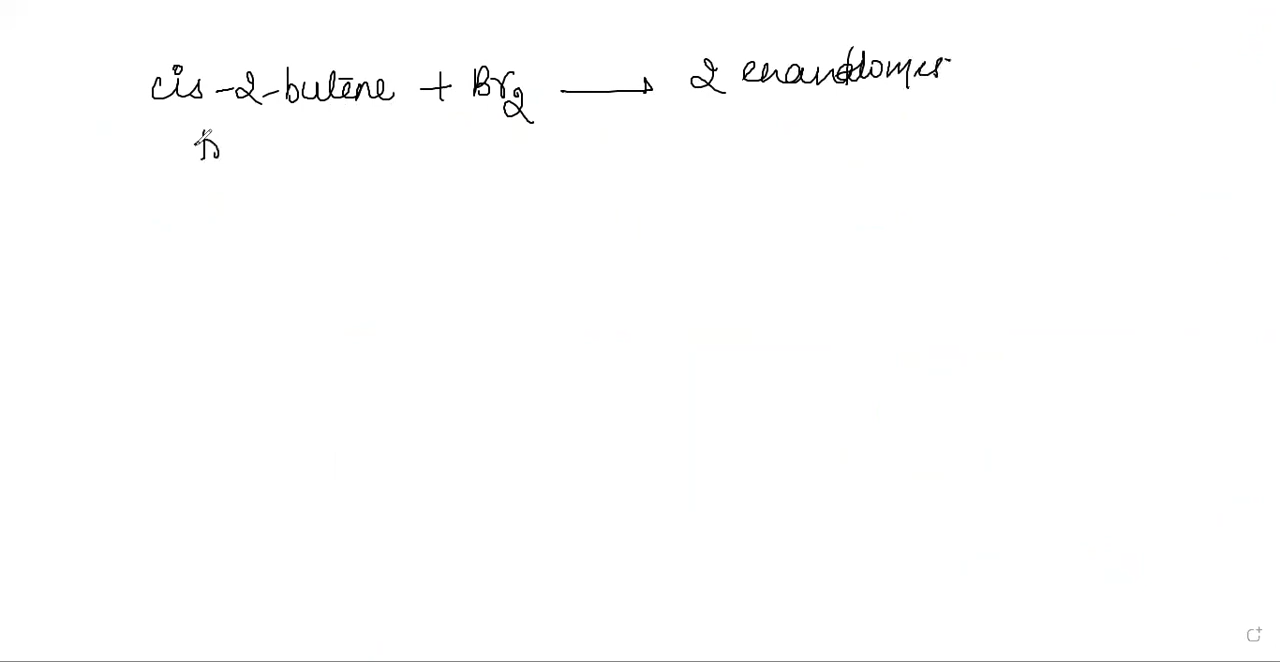 cis-2-butene + Br2 ⟶ 2 enantiomers